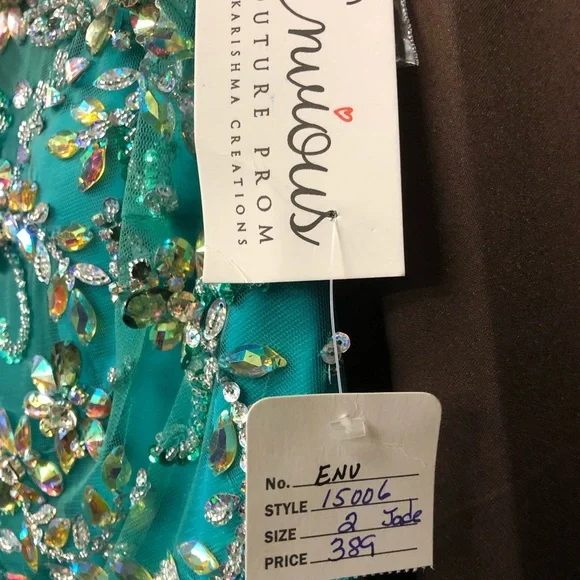 Envious
COUTURE PROM
KARISHMA CREATIONS
No. ENV
STYLE 15006
SIZE 2 Jade
PRICE 389